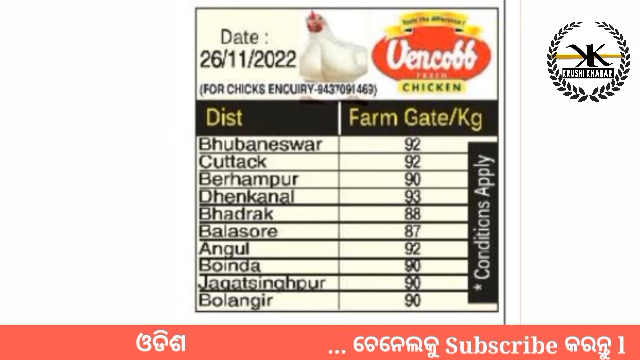 Date :
26/11/2022
(FOR CHICKS ENCUIRY-9437091469)
Taste the difference!
Vencobb
FRESH
CHICKEN
KRUSHI KHABAR
Dist Farm Gate/Kg
Bhubaneswar 92
Cuttack 92
Berhampur 90
Dhenkanal 93
Bhadrak 88
Balasore 87
Angul 92
Boinda 90
Jagatsinghpur 90
Bolangir 90
* Conditions Apply
ଓଡିଶ ... ଚେନେଲକୁ Subscribe କରନ୍ତୁ l